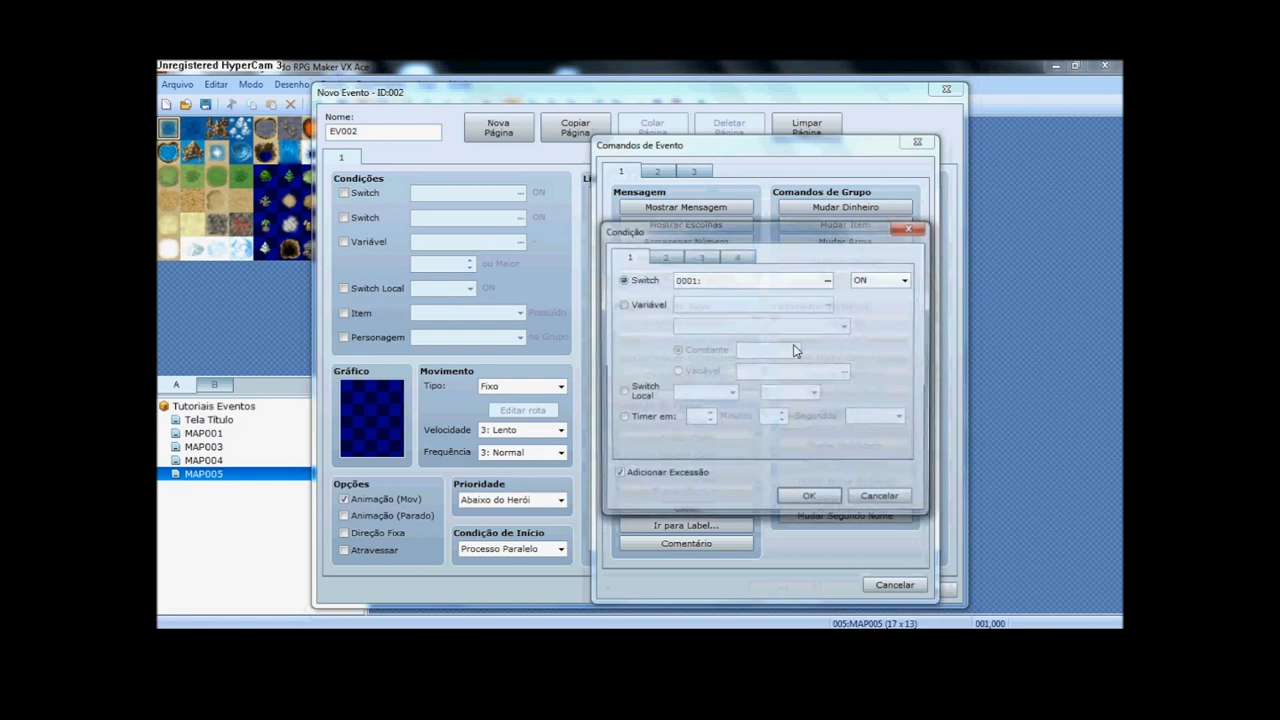 Unregistered HyperCam 3
do RPG Maker VX Ace
Arquivo Editar Modo Desenho
Novo Evento - ID:002
Nome:
EV002
Nova Página
Copiar Página
Colar Página
Deletar Página
Limpar Página
1
Condições
Switch ON
Switch ON
Variável
ou Maior
Switch Local ON
Item Possuído
Personagem no Grupo
Gráfico
Movimento
Tipo: Fixo
Editar rota
Velocidade 3: Lento
Frequência 3: Normal
Opções
Animação (Mov)
Animação (Parado)
Direção Fixa
Atravessar
Prioridade
Abaixo do Herói
Condição de Início
Processo Paralelo
Comandos de Evento
1 2 3
Mensagem
Comandos de Grupo
Mostrar Mensagem
Mudar Dinheiro
Mostrar Escolhas
Mudar Item
Armazenar Número
Mudar Arma
Condição
1 2 3 4
Switch 0001: ON
Variável
Constante
Variável
Switch Local
Timer em: Minutos Segundos
Adicionar Excessão
OK Cancelar
Mudar Segundo Nome
Ir para Label...
Comentário
Cancelar
A B
Tutoriais Eventos
Tela Título
MAP001
MAP003
MAP004
MAP005
005:MAP005 (17 x 13) 001,000